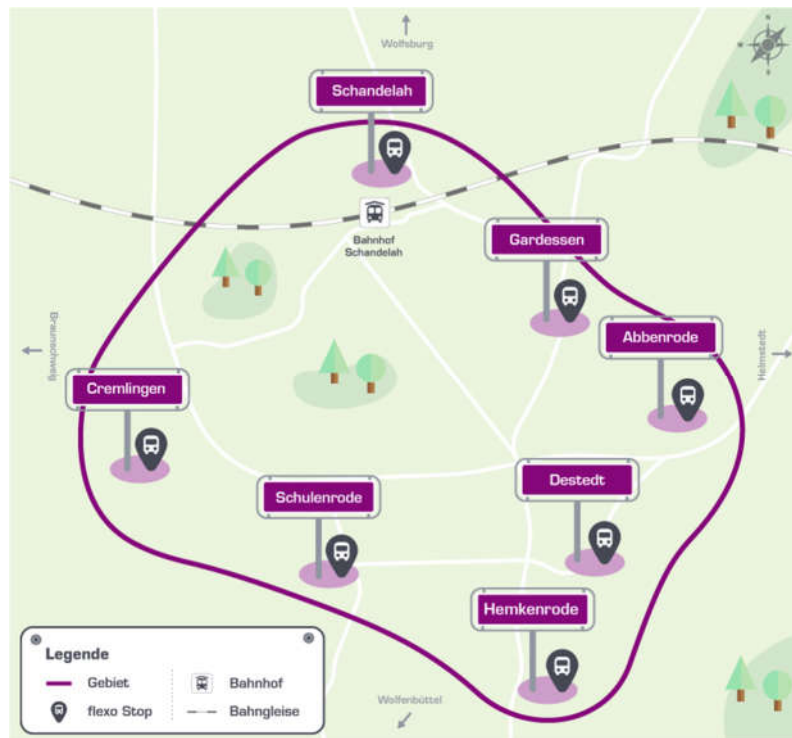 Wolfsburg
Schandelah
Bahnhof
Schandelah
Gardessen
Abbenrode
Braunschweig
Helmstedt
Cremlingen
Schulenrode
Destedt
Hemkenrode
Legende
Gebiet
Bahnhof
flexo Stop
Bahngleise
Wolfenbüttel